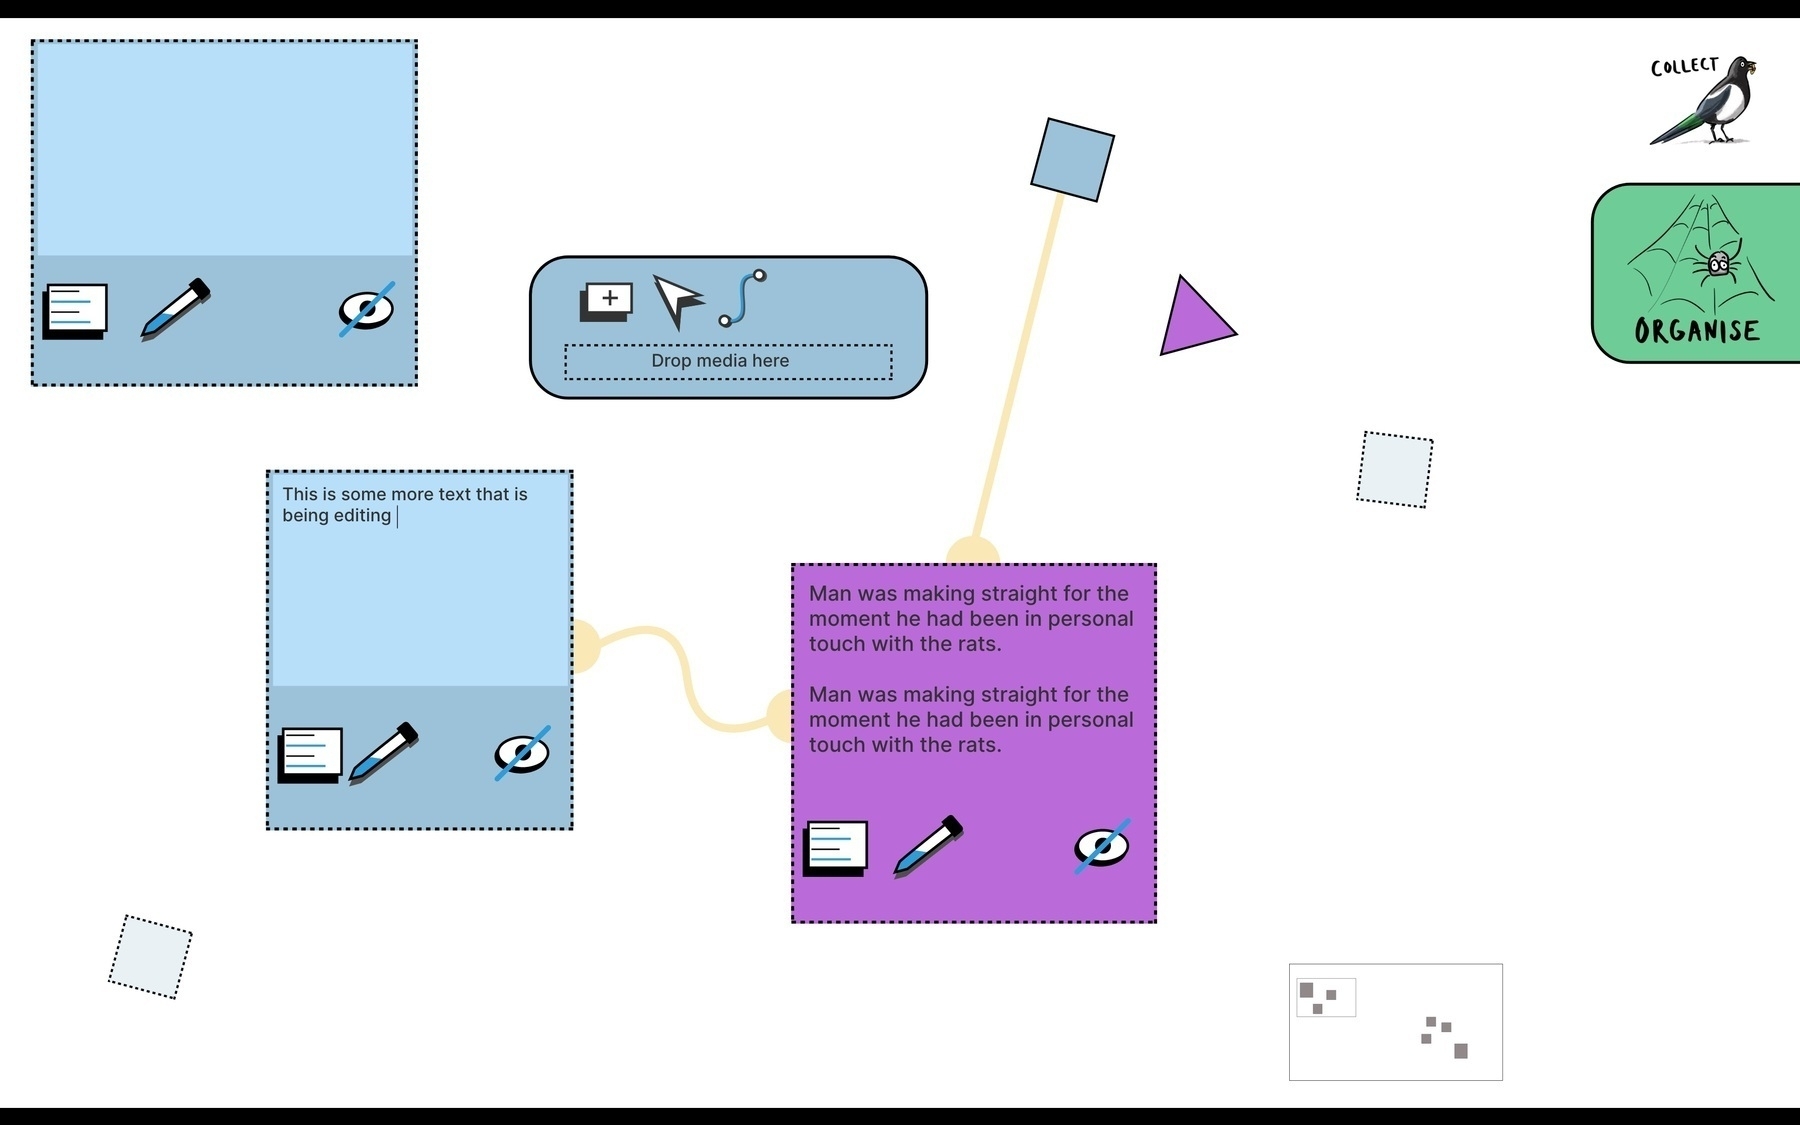 COLLECT
Drop media here
ORGANISE
This is some more text that is
being editing
Man was making straight for the
moment he had been in personal
touch with the rats.
Man was making straight for the
moment he had been in personal
touch with the rats.